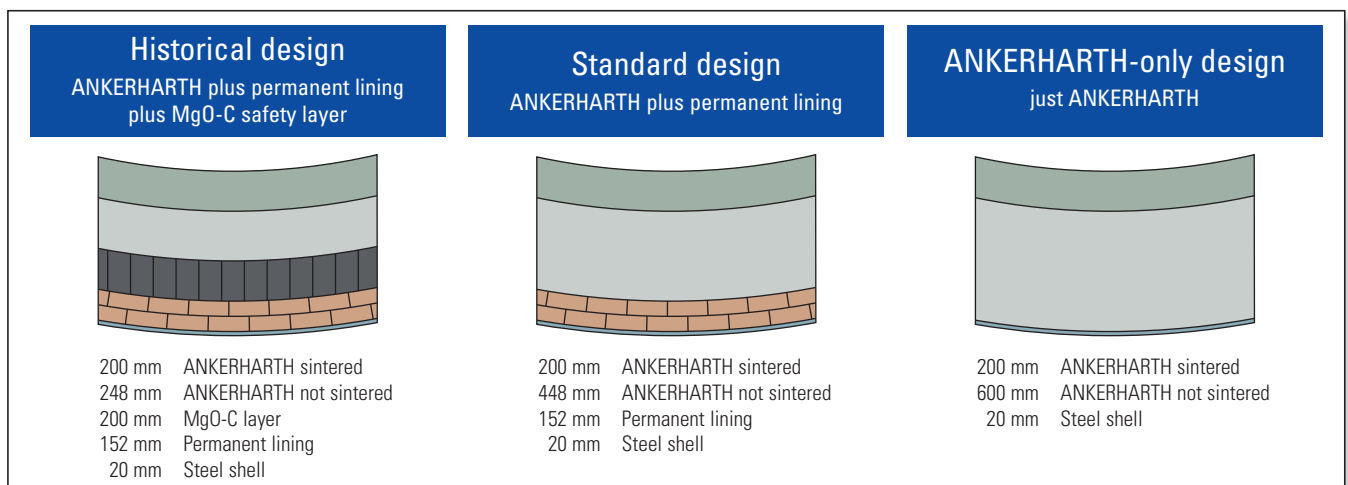 Historical design
ANKERHARTH plus permanent lining
plus MgO-C safety layer
200 mm ANKERHARTH sintered
248 mm ANKERHARTH not sintered
200 mm MgO-C layer
152 mm Permanent lining
20 mm Steel shell
Standard design
ANKERHARTH plus permanent lining
200 mm ANKERHARTH sintered
448 mm ANKERHARTH not sintered
152 mm Permanent lining
20 mm Steel shell
ANKERHARTH-only design
just ANKERHARTH
200 mm ANKERHARTH sintered
600 mm ANKERHARTH not sintered
20 mm Steel shell